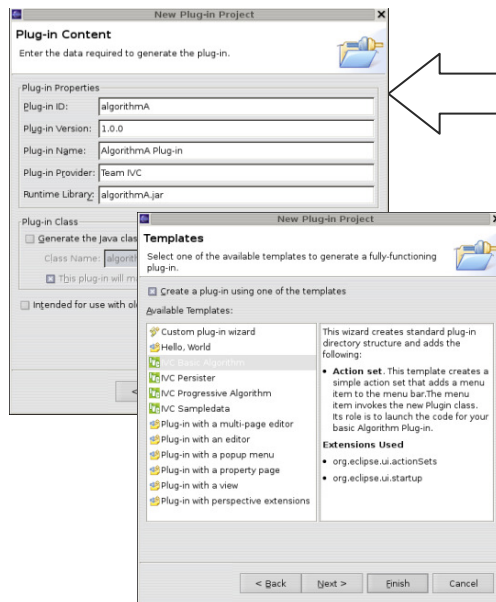 New Plug-in Project
Plug-in Content
Enter the data required to generate the plug-in.
Plug-in Properties
Plug-in ID: algorithmA
Plug-in Version: 1.0.0
Plug-in Name: AlgorithmA Plug-in
Plug-in Provider: Team IVC
Runtime Library: algorithmA.jar
Plug-in Class
Generate the Java clas
Class Name: algorit
This plug-in will m
Intended for use with ol
<
New Plug-in Project
Templates
Select one of the available templates to generate a fully-functioning
plug-in.
Create a plug-in using one of the templates
Available Templates:
Custom plug-in wizard
Hello, World
IVC Basic Algorithm
IVC Persister
IVC Progressive Algorithm
IVC Sampledata
Plug-in with a multi-page editor
Plug-in with an editor
Plug-in with a popup menu
Plug-in with a property page
Plug-in with a view
Plug-in with perspective extensions
This wizard creates standard plug-in
directory structure and adds the
following:
• Action set. This template creates a
simple action set that adds a menu
item to the menu bar.The menu
item invokes the new Plugin class.
Its role is to launch the code for your
basic Algorithm Plug-in.
Extensions Used
• org.eclipse.ui.actionSets
• org.eclipse.ui.startup
< Back Next > Finish Cancel